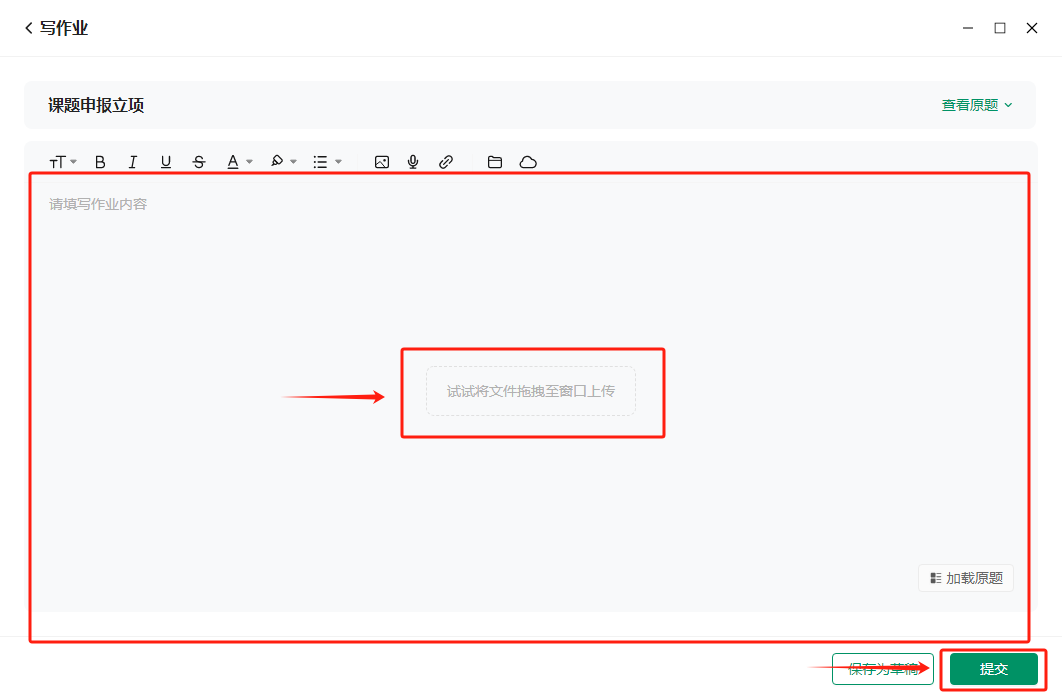 写作业
课题申报立项
查看原题
请填写作业内容
试试将文件拖拽至窗口上传
加载原题
保存为草稿
提交